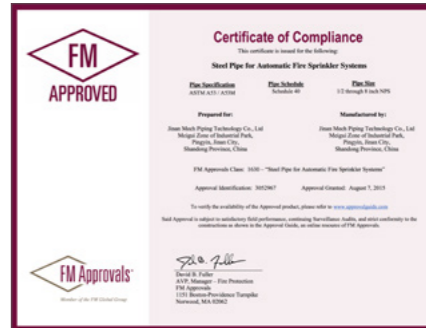 FM
APPROVED
Certificate of Compliance
This certificate is issued for the following:
Steel Pipe for Automatic Fire Sprinkler Systems
Pipe Specification Pipe Schedule Pipe Size
ASTM A53 / A53M Schedule 40 1/2 through 8 inch NPS
Prepared for: Manufactured by:
Jinan Mech Piping Technology Co., Ltd Jinan Mech Piping Technology Co., Ltd
Meigui Zone of Industrial Park, Meigui Zone of Industrial Park,
Pingyin, Jinan City, Pingyin, Jinan City,
Shandong Province, China Shandong Province, China
FM Approvals Class: 1630 – "Steel Pipe for Automatic Fire Sprinkler Systems"
Approval Identification: 3052967 Approval Granted: August 7, 2015
To verify the availability of the Approved product, please refer to www.approvalguide.com
Said Approval is subject to satisfactory field performance, continuing Surveillance Audits, and strict conformity to the
constructions as shown in the Approval Guide, an online resource of FM Approvals.
David B. Fuller
AVP, Manager – Fire Protection
FM Approvals
1151 Boston-Providence Turnpike
Norwood, MA 02062
FM Approvals
Member of the FM Global Group